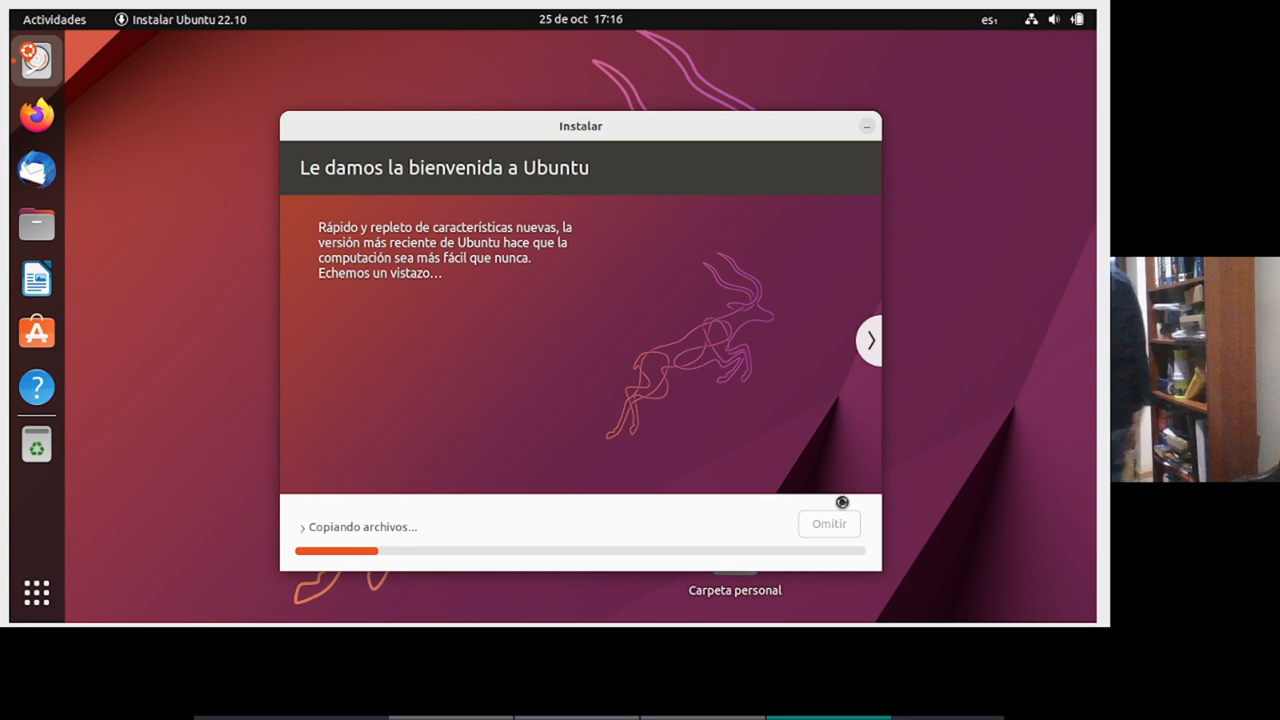 Actividades
Instalar Ubuntu 22.10
25 de oct 17:16
es₁
Instalar
Le damos la bienvenida a Ubuntu
Rápido y repleto de características nuevas, la
versión más reciente de Ubuntu hace que la
computación sea más fácil que nunca.
Echemos un vistazo...
Copiando archivos...
Omitir
Carpeta personal